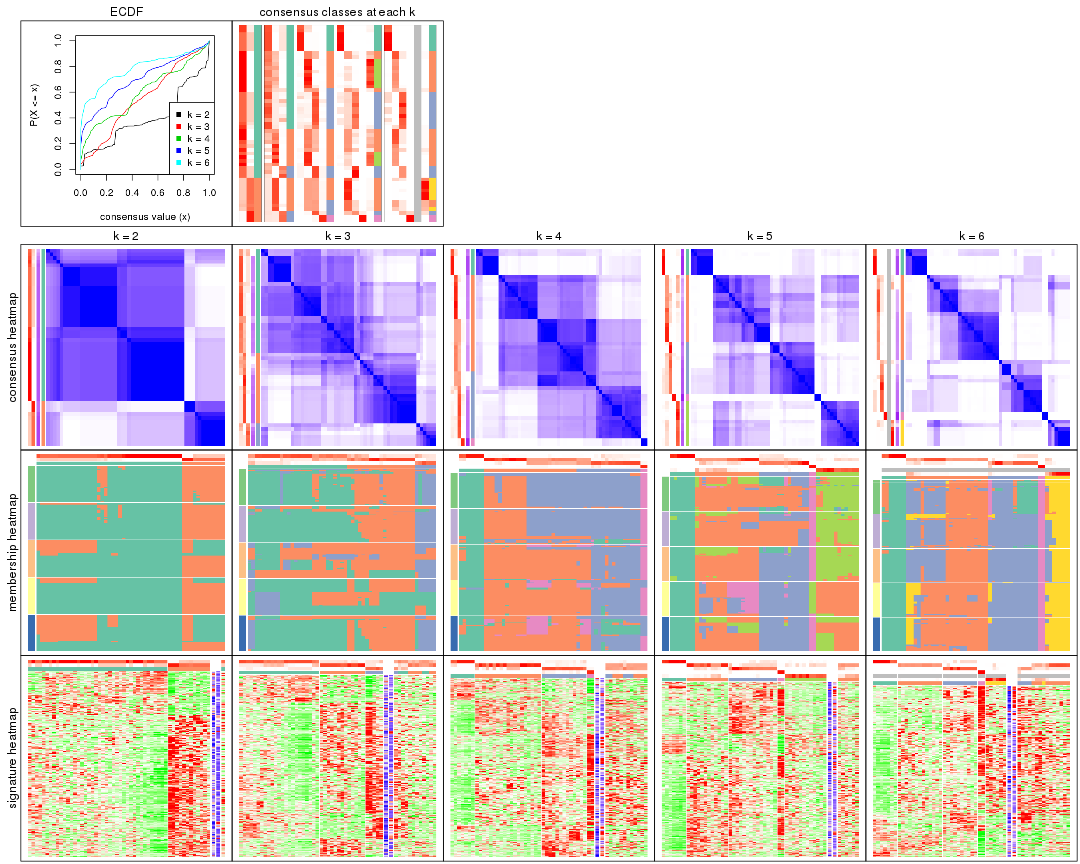 ECDF
consensus classes at each k
P(X <= x)
0.0 0.2 0.4 0.6 0.8 1.0
k = 2
k = 3
k = 4
k = 5
k = 6
0.0 0.2 0.4 0.6 0.8 1.0
consensus value (x)
k = 2
k = 3
k = 4
k = 5
k = 6
consensus heatmap
membership heatmap
signature heatmap